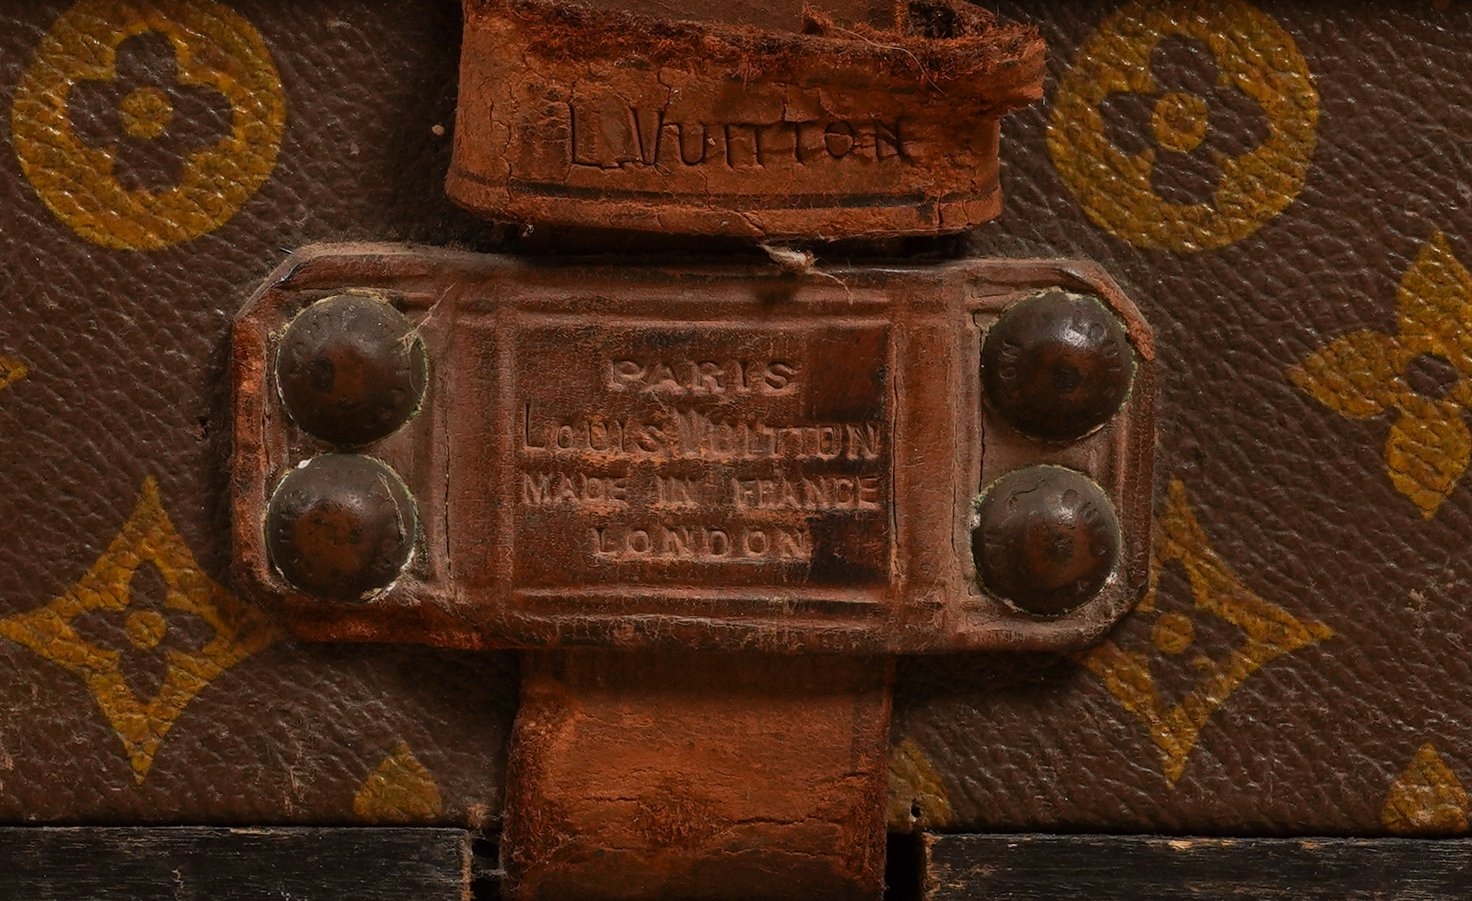 L. VUITTON
PARIS
LOUIS VUITTON
MADE IN FRANCE
LONDON